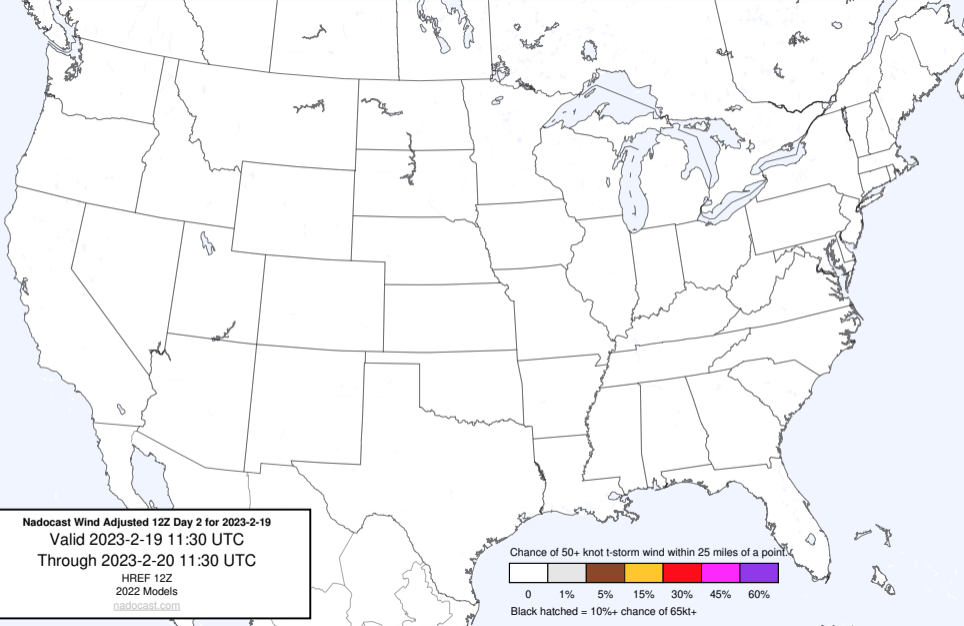 Nadocast Wind Adjusted 12Z Day 2 for 2023-2-19
Valid 2023-2-19 11:30 UTC
Through 2023-2-20 11:30 UTC
HREF 12Z
2022 Models
nadocast.com
Chance of 50+ knot t-storm wind within 25 miles of a point.
0 1% 5% 15% 30% 45% 60%
Black hatched = 10%+ chance of 65kt+